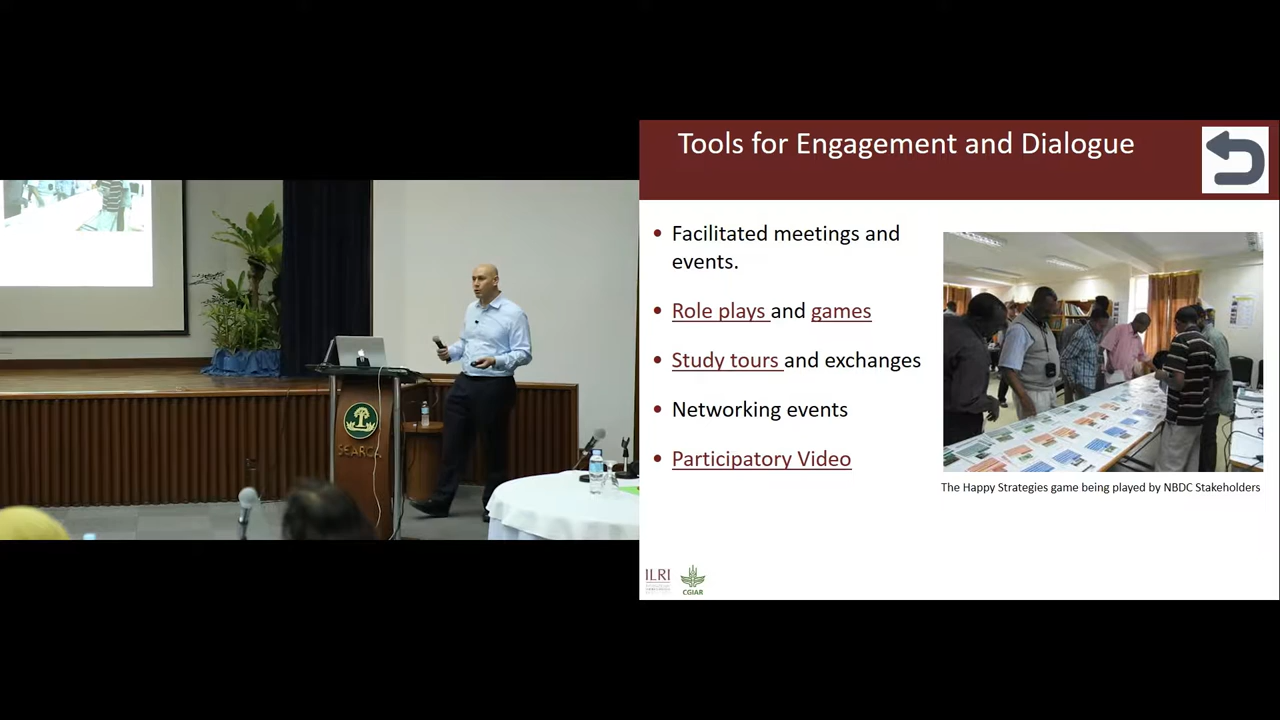 Tools for Engagement and Dialogue
• Facilitated meetings and
events.
• Role plays and games
• Study tours and exchanges
• Networking events
• Participatory Video
The Happy Strategies game being played by NBDC Stakeholders
ILRI
CGIAR
SEARCA